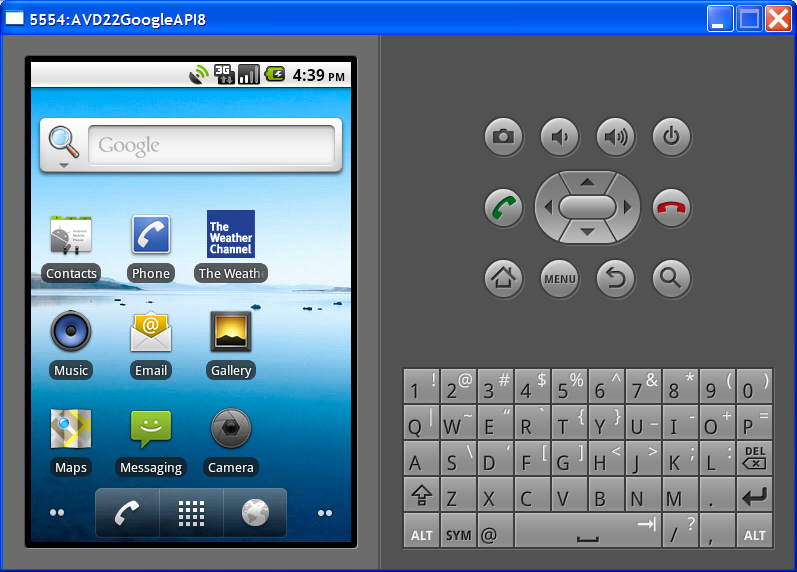 5554:AVD22GoogleAPI8
3G 4:39 PM
Google
The
Weather
Channel
Contacts Phone The Weathe
Music Email Gallery
Maps Messaging Camera
MENU
1 ! 2 @ 3 # 4 $ 5 % 6 ^ 7 & 8 * 9 ( 0 )
Q | W ~ E “ R ` T { Y } U _ I - O + P =
A S \ D ‘ F [ G ] H < J > K ; L : DEL
Z X C V B N M .
ALT SYM @ / ? , ALT